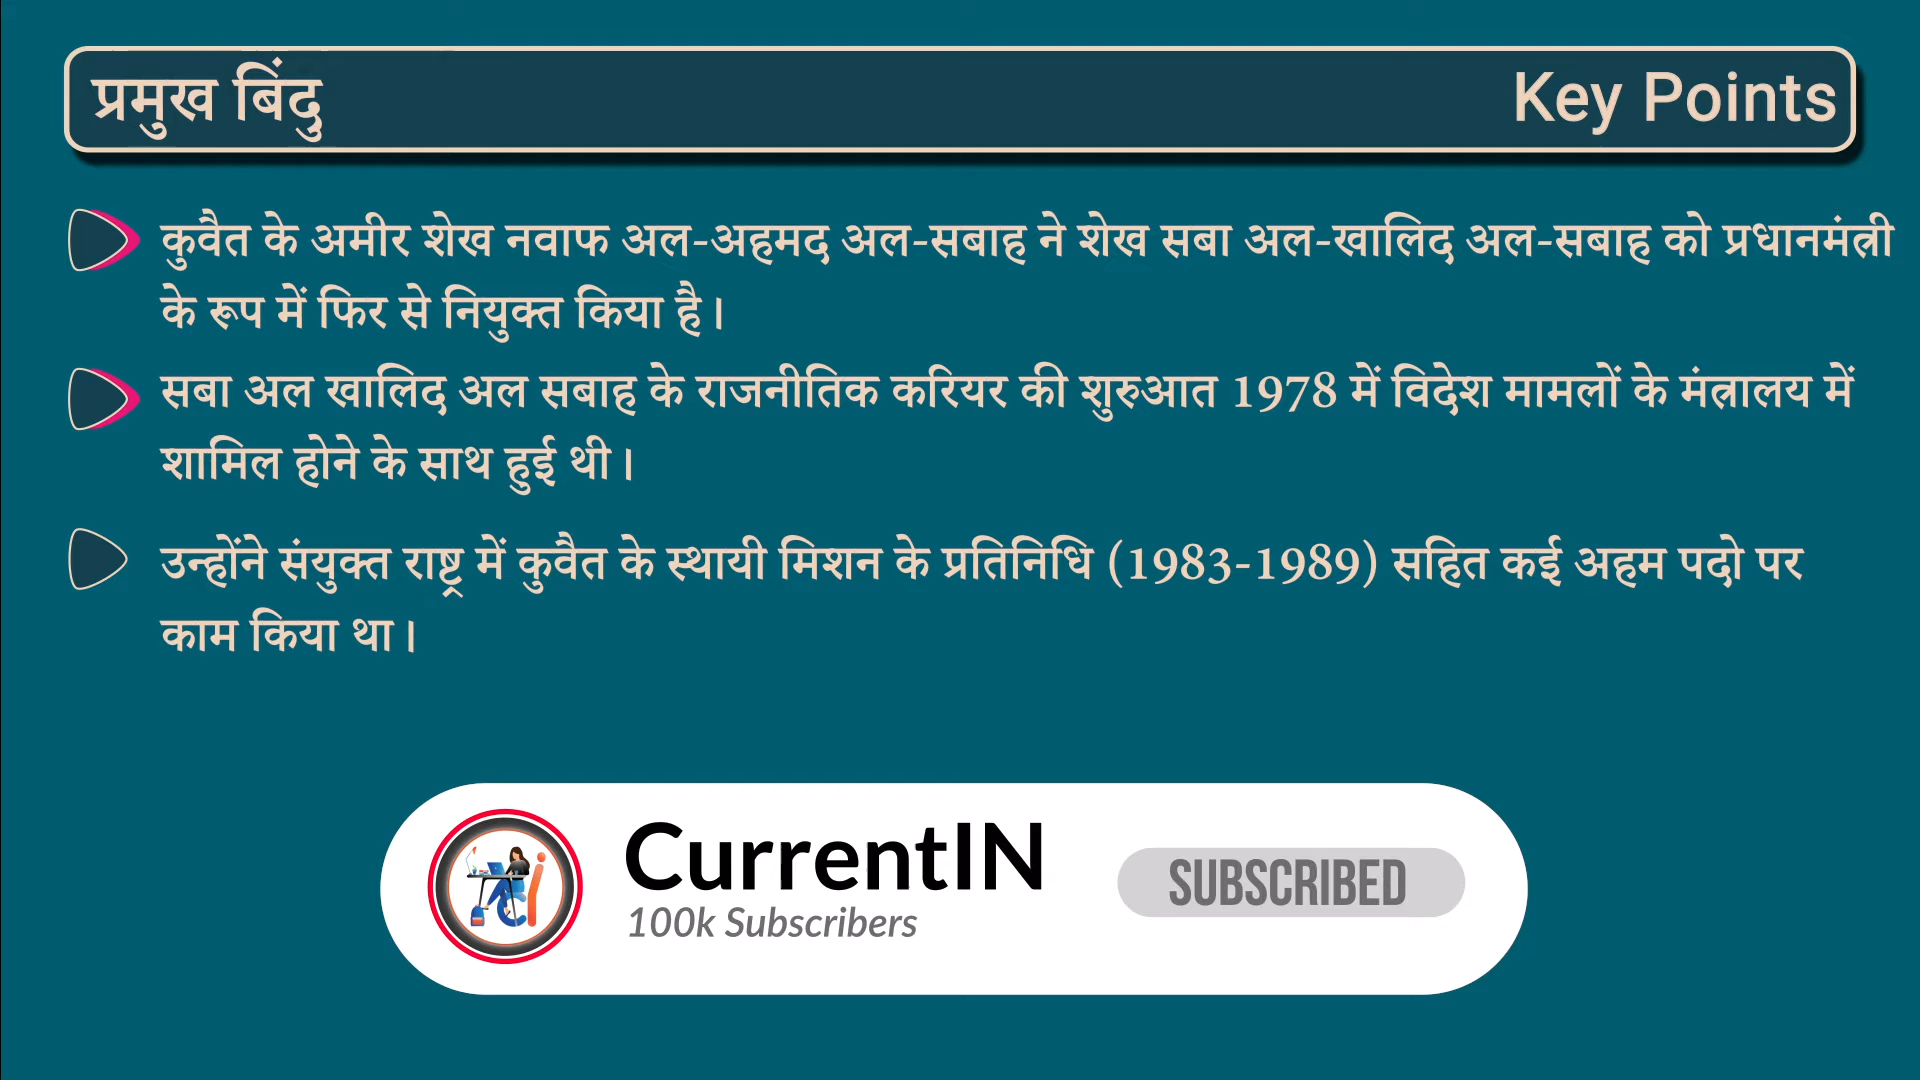 प्रमुख बिंदु
Key Points
कुवैत के अमीर शेख नवाफ अल-अहमद अल-सबाह ने शेख सबा अल-खालिद अल-सबाह को प्रधानमंत्री
के रूप में फिर से नियुक्त किया है।
सबा अल खालिद अल सबाह के राजनीतिक करियर की शुरुआत 1978 में विदेश मामलों के मंत्रालय में
शामिल होने के साथ हुई थी।
उन्होंने संयुक्त राष्ट्र में कुवैत के स्थायी मिशन के प्रतिनिधि (1983-1989) सहित कई अहम पदो पर
काम किया था।
CurrentIN
100k Subscribers
SUBSCRIBED